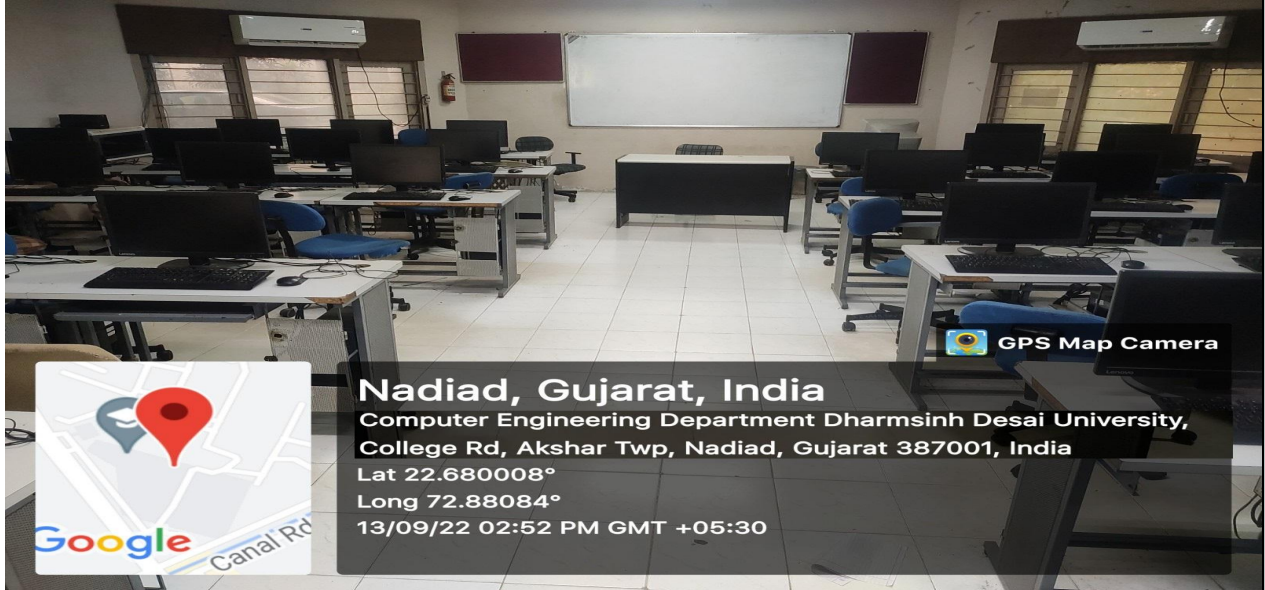 GPS Map Camera
Nadiad, Gujarat, India
Computer Engineering Department Dharmsinh Desai University,
College Rd, Akshar Twp, Nadiad, Gujarat 387001, India
Lat 22.680008°
Long 72.88084°
13/09/22 02:52 PM GMT +05:30
Google
Canal Rd